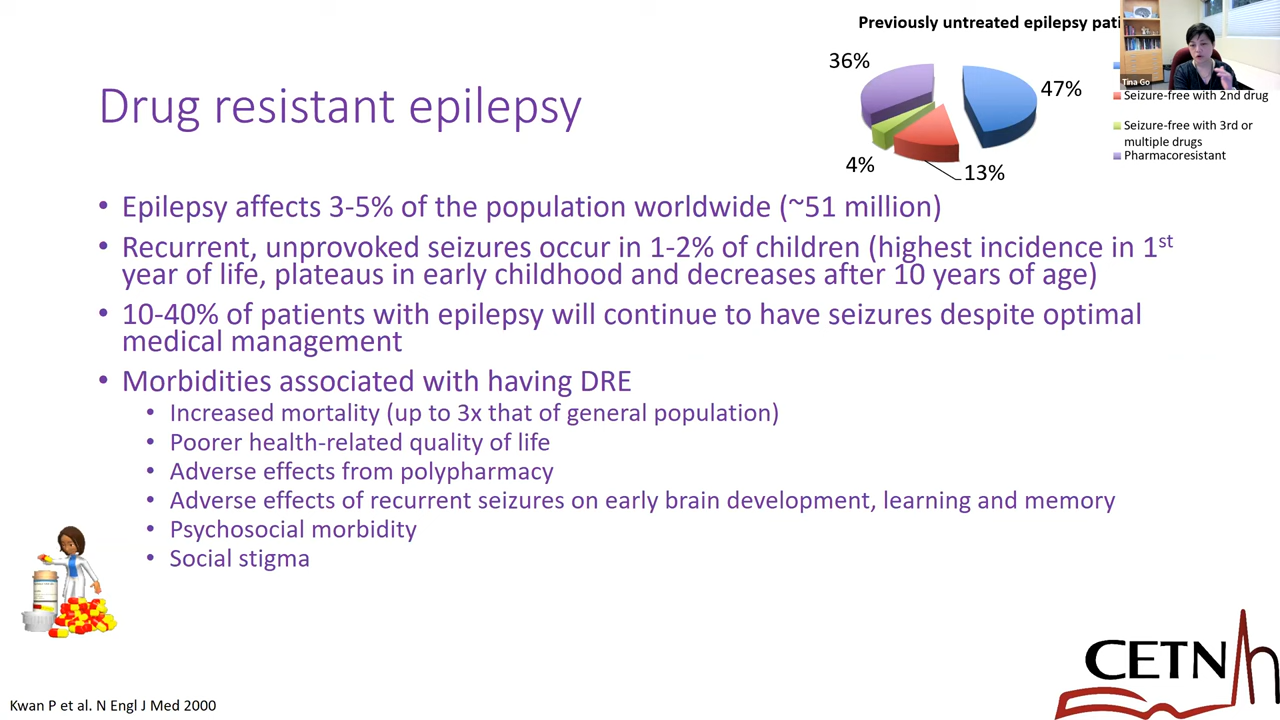 Previously untreated epilepsy
36%
47%
4%
13%
Tina Go
Seizure-free with 2nd drug
Seizure-free with 3rd or
multiple drugs
Pharmacoresistant
Drug resistant epilepsy
• Epilepsy affects 3-5% of the population worldwide (~51 million)
• Recurrent, unprovoked seizures occur in 1-2% of children (highest incidence in 1st
year of life, plateaus in early childhood and decreases after 10 years of age)
• 10-40% of patients with epilepsy will continue to have seizures despite optimal
medical management
• Morbidities associated with having DRE
• Increased mortality (up to 3x that of general population)
• Poorer health-related quality of life
• Adverse effects from polypharmacy
• Adverse effects of recurrent seizures on early brain development, learning and memory
• Psychosocial morbidity
• Social stigma
Kwan P et al. N Engl J Med 2000
CETNh